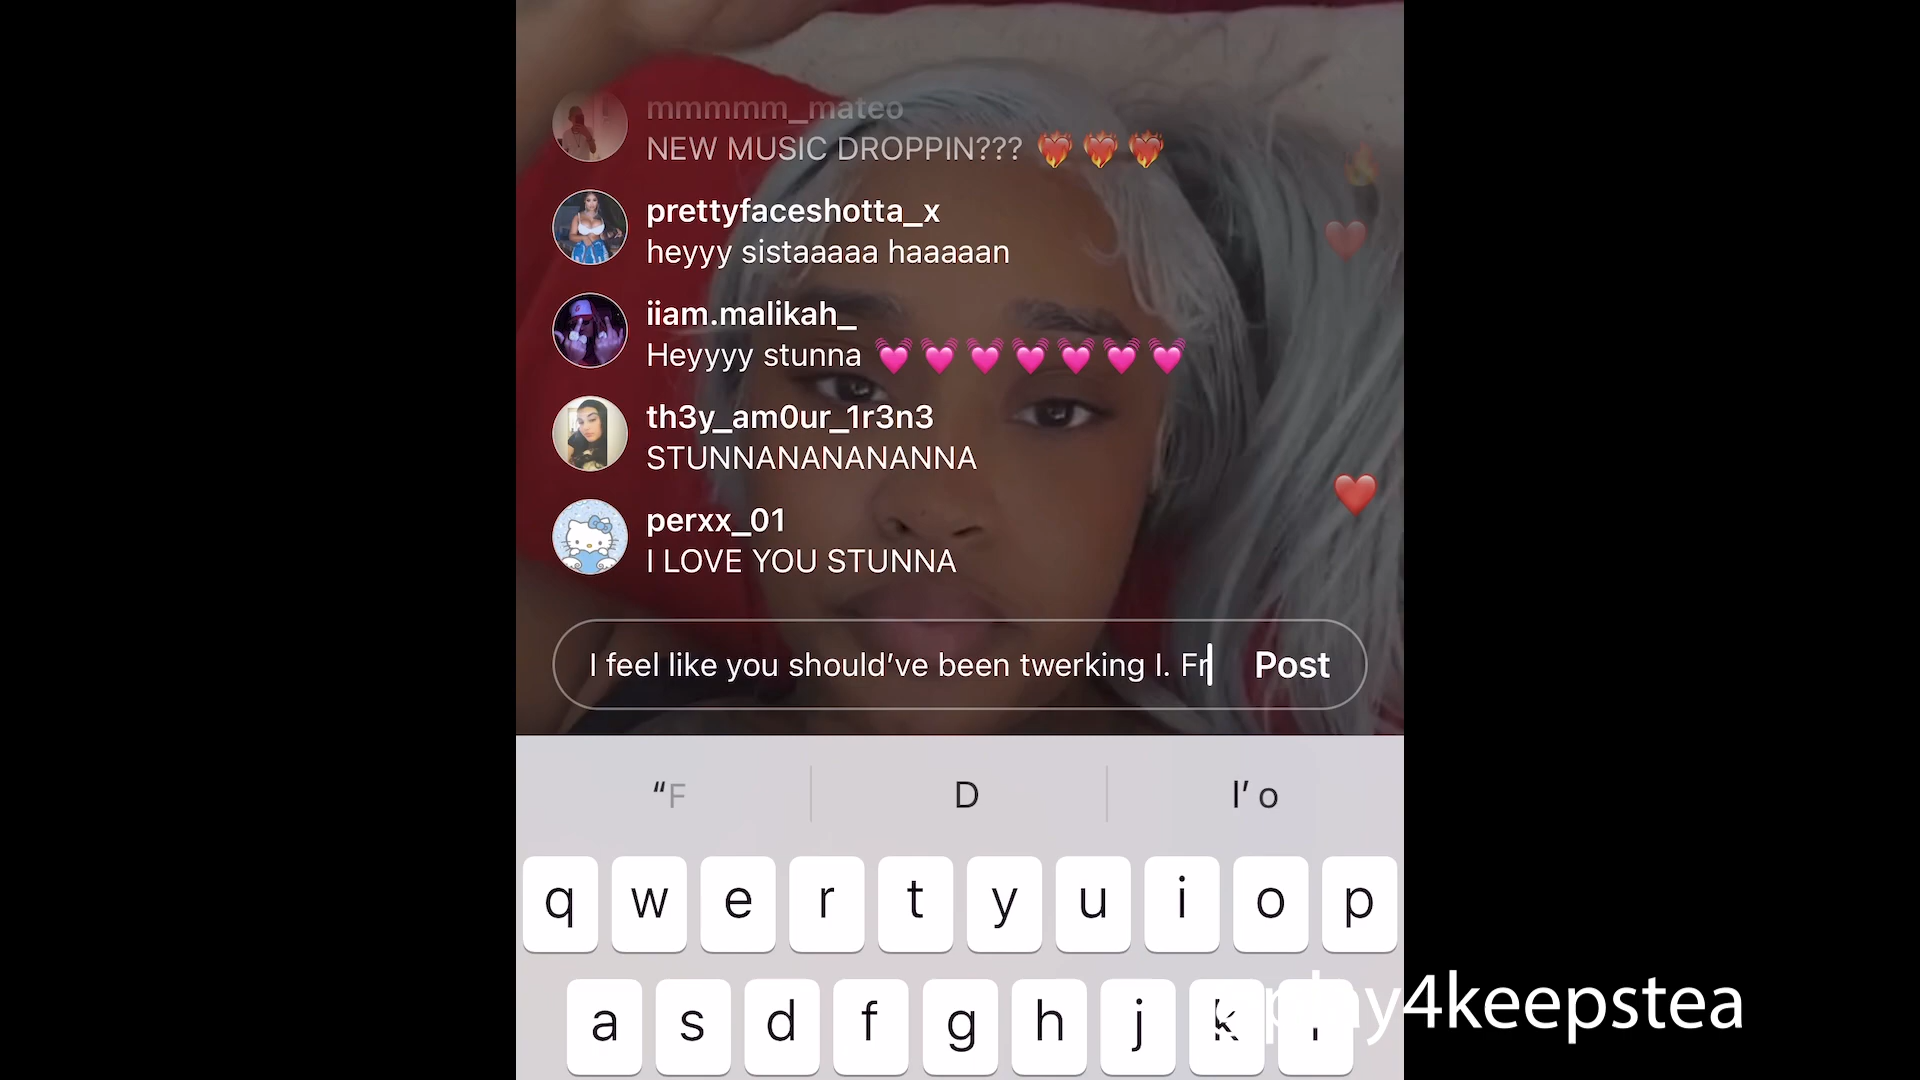 mmmmm_mateo
NEW MUSIC DROPPIN??? ❤️‍🔥 ❤️‍🔥 ❤️‍🔥
prettyfaceshotta_x
heyyy sistaaaaa haaaaan
iiam.malikah_
Heyyyy stunna 💓 💓 💓 💓 💓 💓 💓
th3y_am0ur_1r3n3
STUNNANANANANNA
perxx_01
I LOVE YOU STUNNA
I feel like you should’ve been twerking I. Fr Post
“F D I’ o
q w e r t y u i o p
a s d f g h j k l
play4keepstea